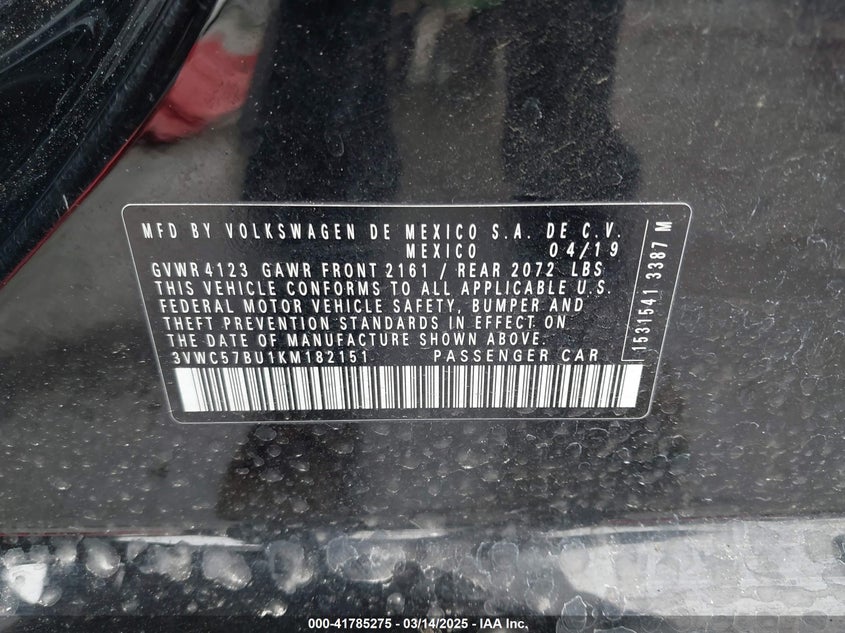 MFD BY VOLKSWAGEN DE MEXICO S.A. DE C.V.
MEXICO 04/19
GVWR 4123 GAWR FRONT 2161 / REAR 2072 LBS
THIS VEHICLE CONFORMS TO ALL APPLICABLE U.S.
FEDERAL MOTOR VEHICLE SAFETY, BUMPER AND
THEFT PREVENTION STANDARDS IN EFFECT ON
THE DATE OF MANUFACTURE SHOWN ABOVE.
3VWC57BU1KM182151 PASSENGER CAR
1531541 3387 M
000-41785275 - 03/14/2025 - IAA Inc.